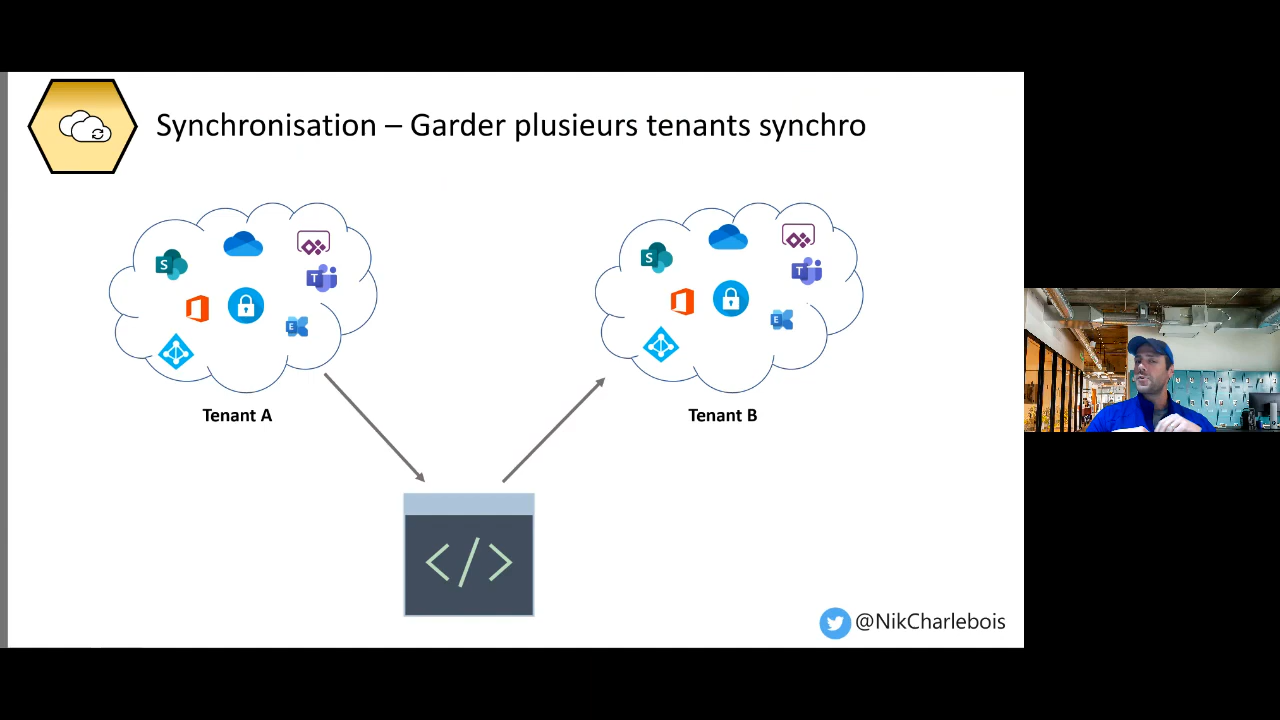 Synchronisation – Garder plusieurs tenants synchro
S
T
E
S
T
E
Tenant A
Tenant B
</>
@NikCharlebois